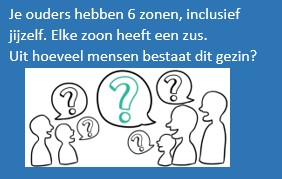 Je ouders hebben 6 zonen, inclusief
jijzelf. Elke zoon heeft een zus.
Uit hoeveel mensen bestaat dit gezin?
?
?
?
?
?
?